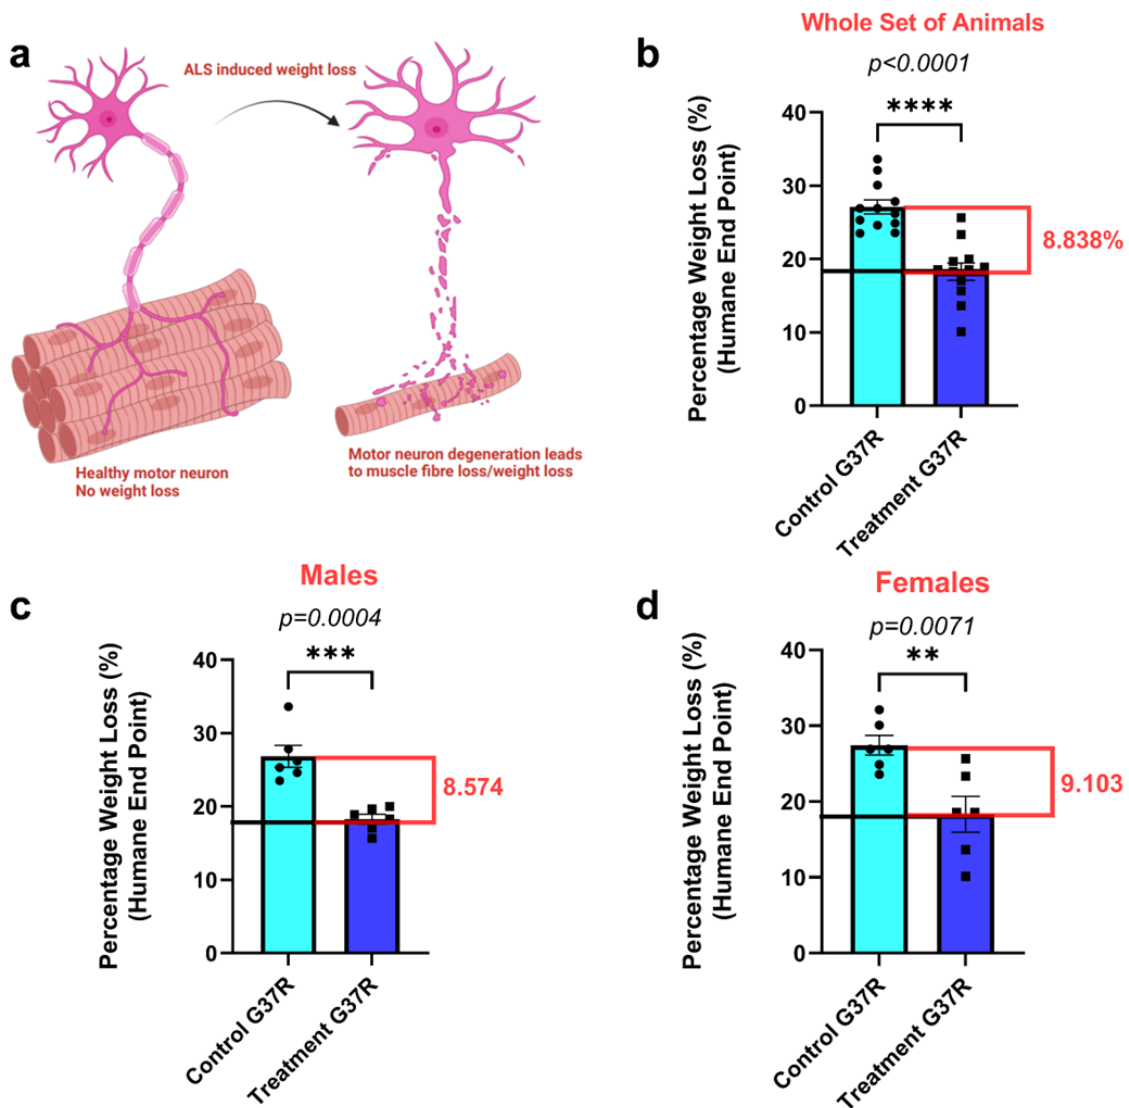 a
ALS induced weight loss
Healthy motor neuron
No weight loss
Motor neuron degeneration leads
to muscle fibre loss/weight loss
b
Whole Set of Animals
p<0.0001
****
Percentage Weight Loss (%)
(Humane End Point)
40
30
20
10
0
8.838%
Control G37R
Treatment G37R
c
Males
p=0.0004
***
Percentage Weight Loss (%)
(Humane End Point)
40
30
20
10
0
8.574
Control G37R
Treatment G37R
d
Females
p=0.0071
**
Percentage Weight Loss (%)
(Humane End Point)
40
30
20
10
0
9.103
Control G37R
Treatment G37R